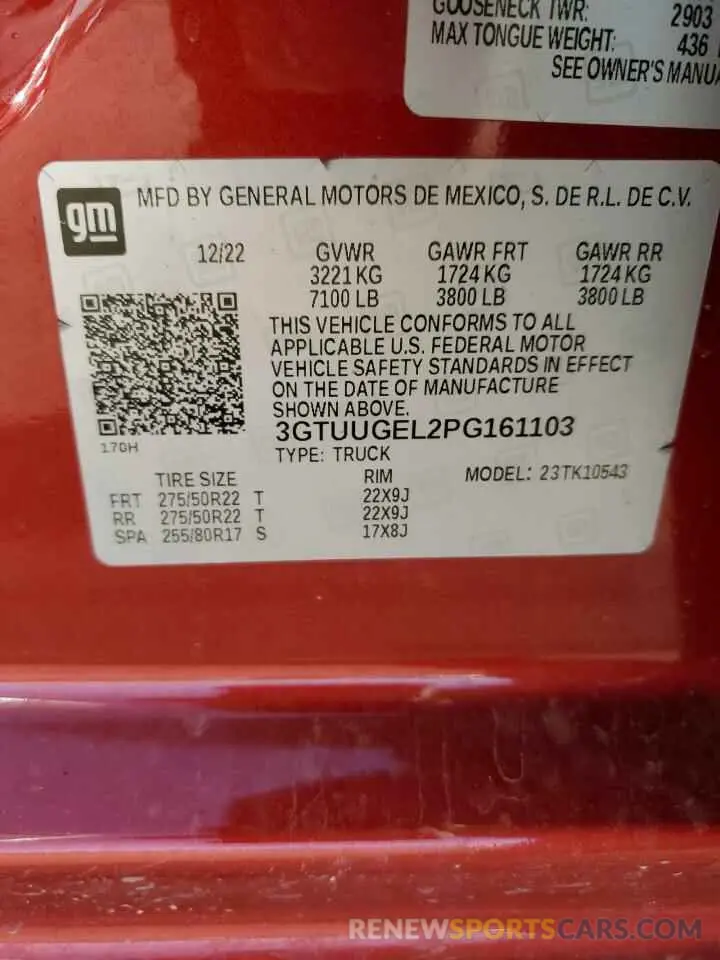 GOOSENECK TWR: 2903
MAX TONGUE WEIGHT: 436
SEE OWNER'S
gm MFD BY GENERAL MOTORS DE MEXICO, S. DE R.L. DE C.V.
12/22 GVWR GAWR FRT GAWR RR
3221 KG 1724 KG 1724 KG
7100 LB 3800 LB 3800 LB
THIS VEHICLE CONFORMS TO ALL
APPLICABLE U.S. FEDERAL MOTOR
VEHICLE SAFETY STANDARDS IN EFFECT
ON THE DATE OF MANUFACTURE
SHOWN ABOVE.
3GTUUGEL2PG161103
170H
TYPE: TRUCK
TIRE SIZE RIM MODEL: 23TK10543
FRT 275/50R22 T 22X9J
RR 275/50R22 T 22X9J
SPA 255/80R17 S 17X8J
RENEWSPORTSCARS.COM